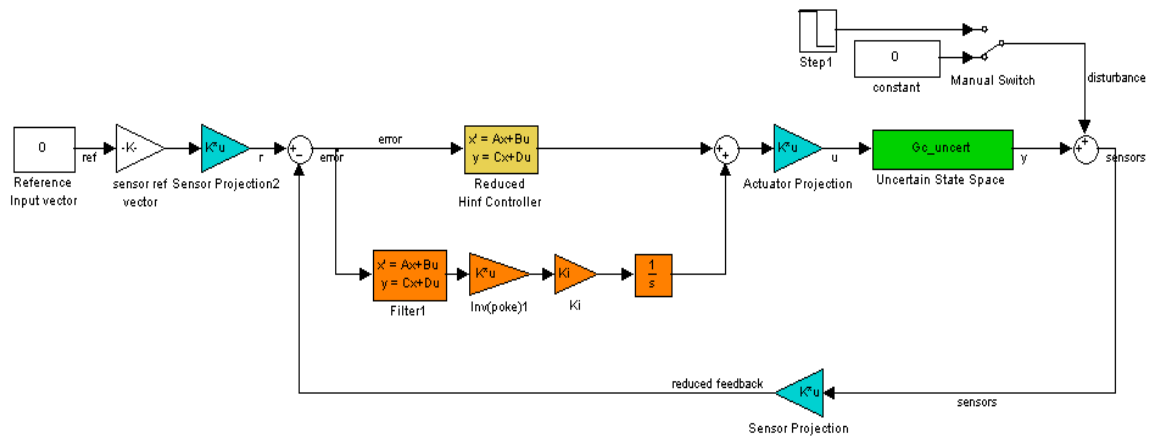 Step1
0
constant
Manual Switch
disturbance
0
ref
-K-
K*u
r
error
error
x' = Ax+Bu
y = Cx+Du
K*u
u
Gc_uncert
y
sensors
Reference
Input vector
sensor ref
vector
Sensor Projection2
Reduced
Hinf Controller
Actuator Projection
Uncertain State Space
x' = Ax+Bu
y = Cx+Du
K*u
Ki
1
s
Filter1
Inv(poke)1
Ki
reduced feedback
K*u
sensors
Sensor Projection